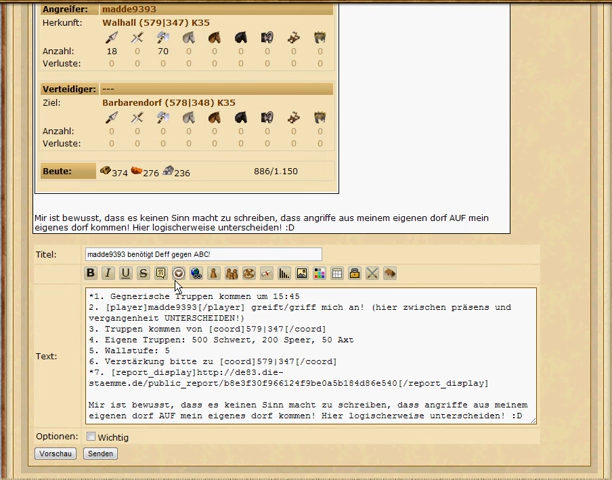 Angreifer: madde9393
Herkunft: Walhall (579|347) K35
Anzahl: 18 0 70 0 0 0 0 0 0
Verluste: 0 0 0 0 0 0 0 0 0
Verteidiger: ---
Ziel: Barbarendorf (578|348) K35
Anzahl: 0 0 0 0 0 0 0 0 0
Verluste: 0 0 0 0 0 0 0 0 0
Beute: 374 276 236 886/1.150
Mir ist bewusst, dass es keinen Sinn macht zu schreiben, dass angriffe aus meinem eigenen dorf AUF mein
eigenes dorf kommen! Hier logischerweise unterscheiden! :D
Titel: madde9393 benötigt Deff gegen ABC!
B I U S
Text:
*1. Gegnerische Truppen kommen um 15:45
2. [player]madde9393[/player] greift/griff mich an! (hier zwischen präsens und
vergangenheit UNTERSCHEIDEN!)
3. Truppen kommen von [coord]579|347[/coord]
4. Eigene Truppen: 500 Schwert, 200 Speer, 50 Axt
5. Wallstufe: 5
6. Verstärkung bitte zu [coord]579|347[/coord]
*7. [report_display]http://de83.die-
staemme.de/public_report/b8e3f30f966124f9be0a5b184d86e540[/report_display]
Mir ist bewusst, dass es keinen Sinn macht zu schreiben, dass angriffe aus meinem
eigenen dorf AUF mein eigenes dorf kommen! Hier logischerweise unterscheiden! :D
Optionen: Wichtig
Vorschau Senden